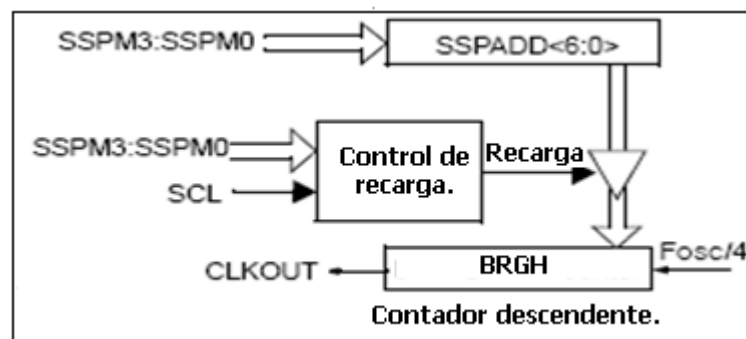 SSPM3:SSPM0
SSPADD<6:0>
SSPM3:SSPM0
SCL
Control de
recarga.
Recarga
CLKOUT
BRGH
Fosc/4
Contador descendente.